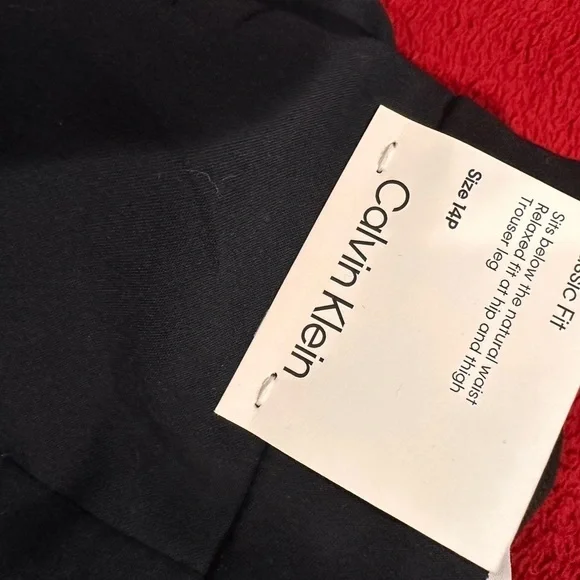 Calvin Klein
Size 14P
Fit
Sits below the natural waist
Relaxed fit at hip and thigh
Trouser leg